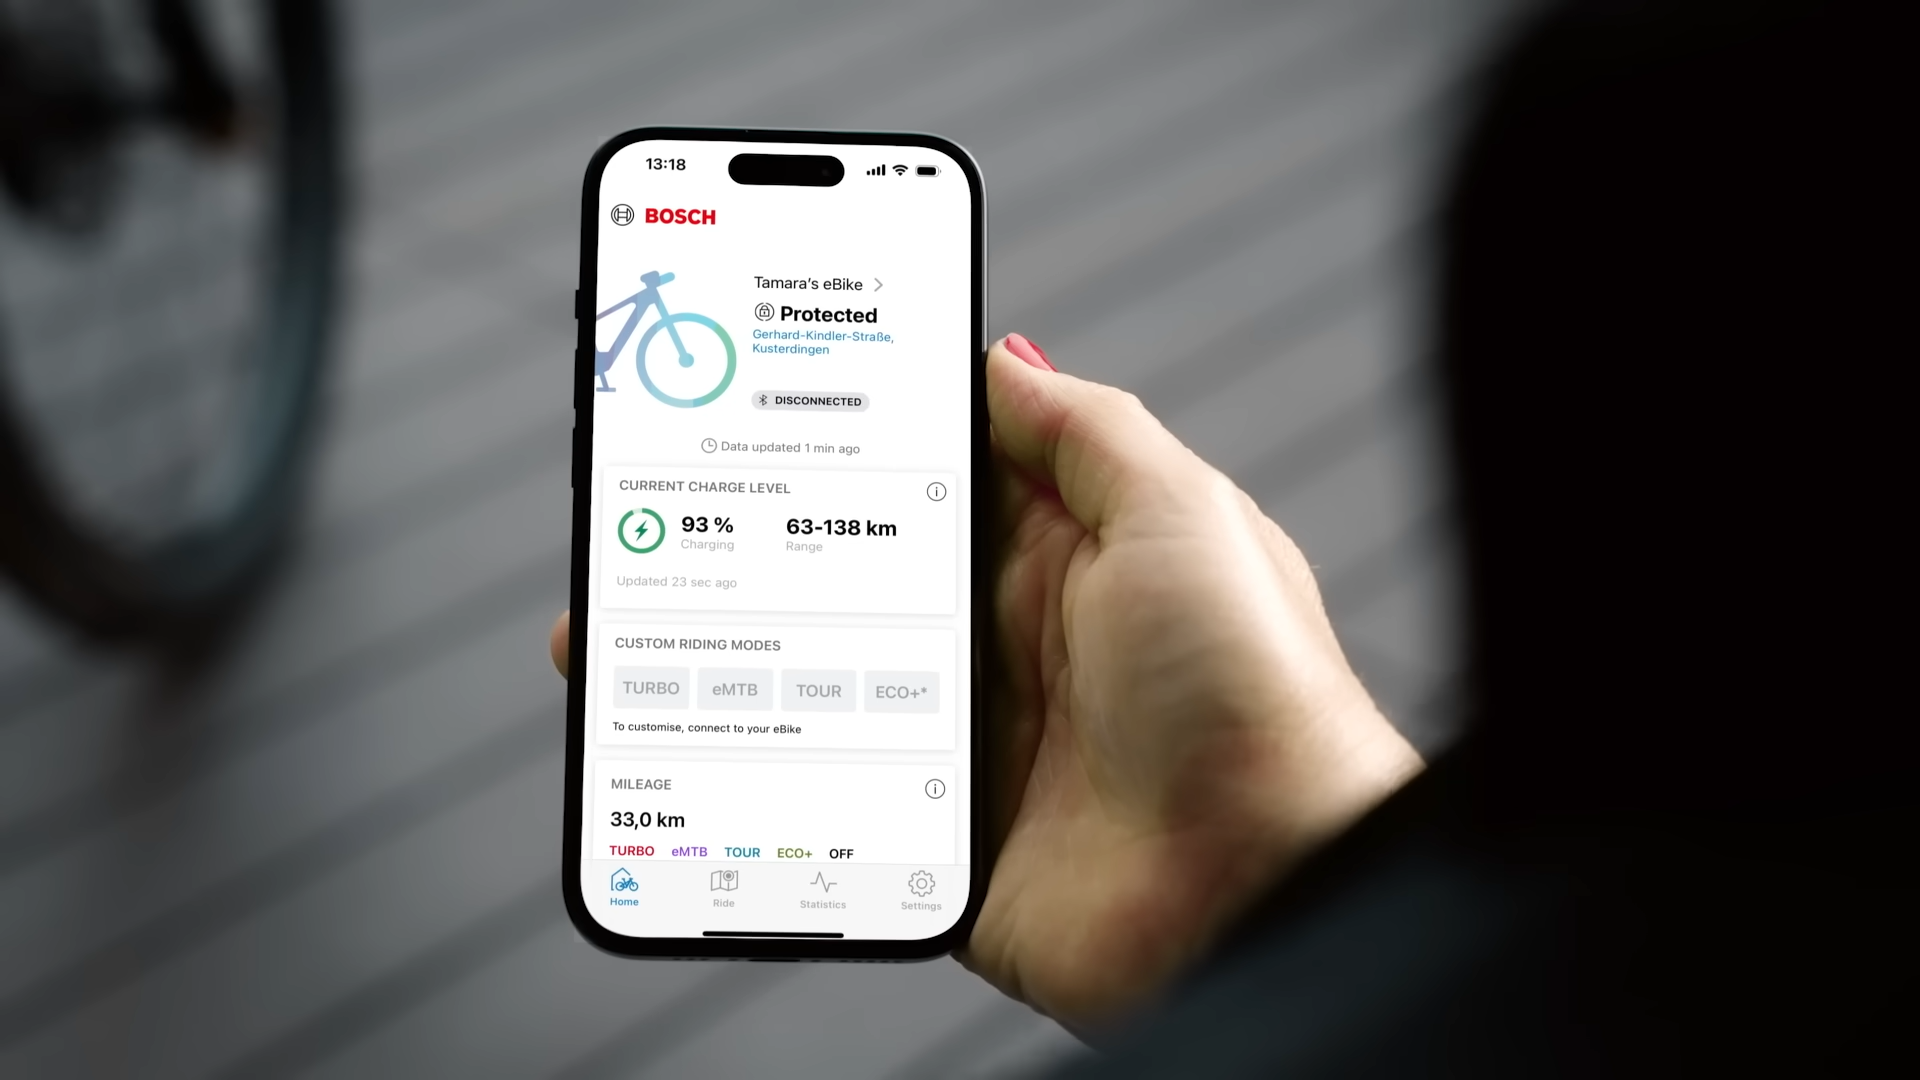 13:18
BOSCH
Tamara's eBike
Protected
Gerhard-Kindler-Straße,
Kusterdingen
DISCONNECTED
Data updated 1 min ago
CURRENT CHARGE LEVEL
93 %
63-138 km
Charging
Range
Updated 23 sec ago
CUSTOM RIDING MODES
TURBO eMTB TOUR ECO+*
To customise, connect to your eBike
MILEAGE
33,0 km
TURBO eMTB TOUR ECO+ OFF
Home Ride Statistics Settings